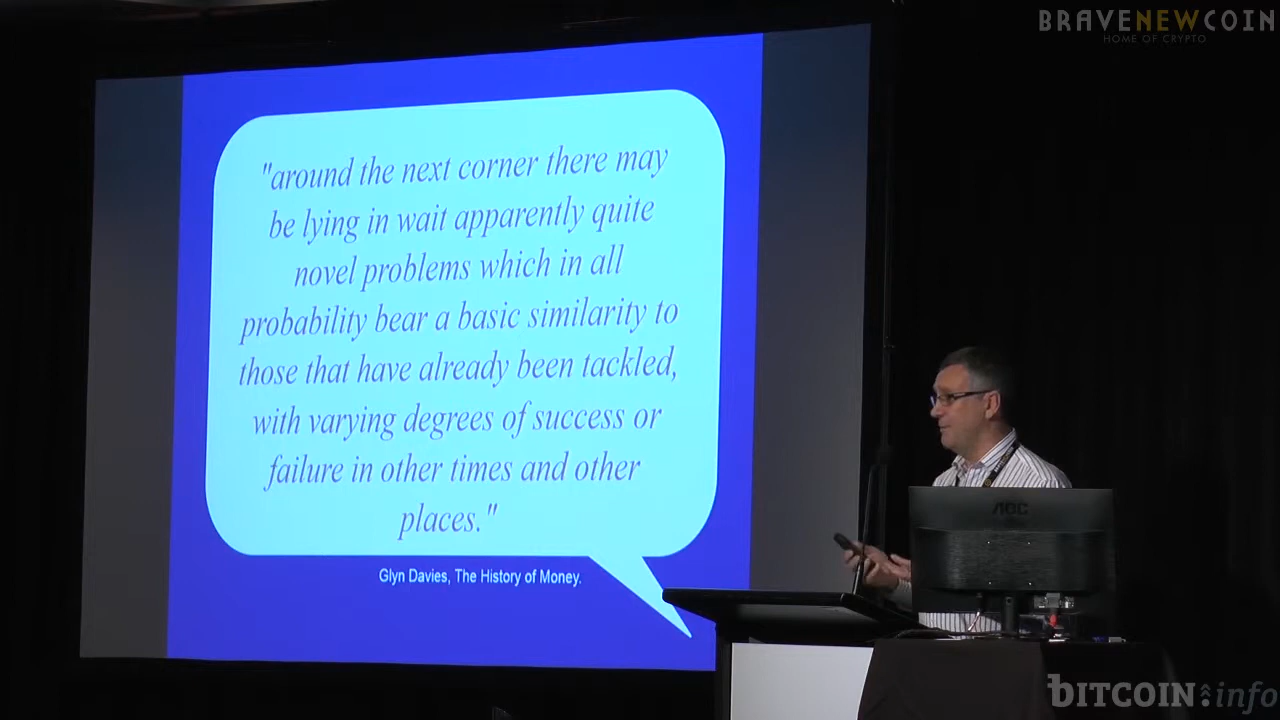 BRAVENEWCOIN
HOME OF CRYPTO
"around the next corner there may
be lying in wait apparently quite
novel problems which in all
probability bear a basic similarity to
those that have already been tackled,
with varying degrees of success or
failure in other times and other
places."
Glyn Davies, The History of Money.
AOC
bITCOIN:info